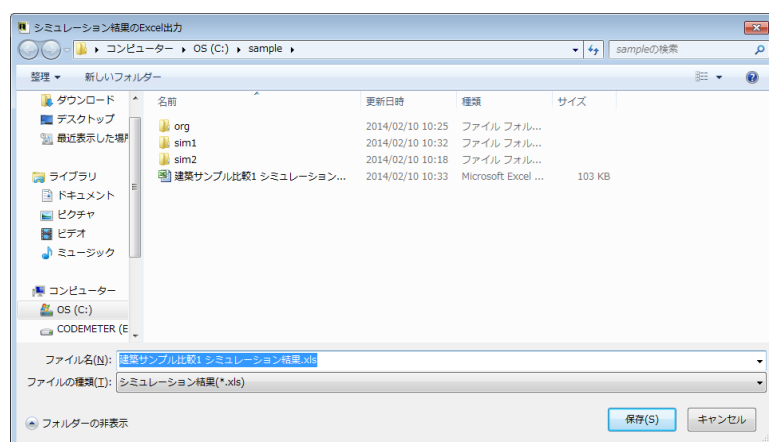 シミュレーション結果のExcel出力
コンピューター ▸ OS (C:) ▸ sample ▸
sampleの検索
整理 ▾ 新しいフォルダー
ダウンロード
デスクトップ
最近表示した場所
ライブラリ
ドキュメント
ピクチャ
ビデオ
ミュージック
コンピューター
OS (C:)
CODEMETER (E
名前 更新日時 種類 サイズ
org 2014/02/10 10:25 ファイル フォル...
sim1 2014/02/10 10:32 ファイル フォル...
sim2 2014/02/10 10:18 ファイル フォル...
建築サンプル比較1 シミュレーション... 2014/02/10 10:33 Microsoft Excel ... 103 KB
ファイル名(N): 建築サンプル比較1 シミュレーション結果.xls
ファイルの種類(T): シミュレーション結果(*.xls)
フォルダーの非表示
保存(S) キャンセル